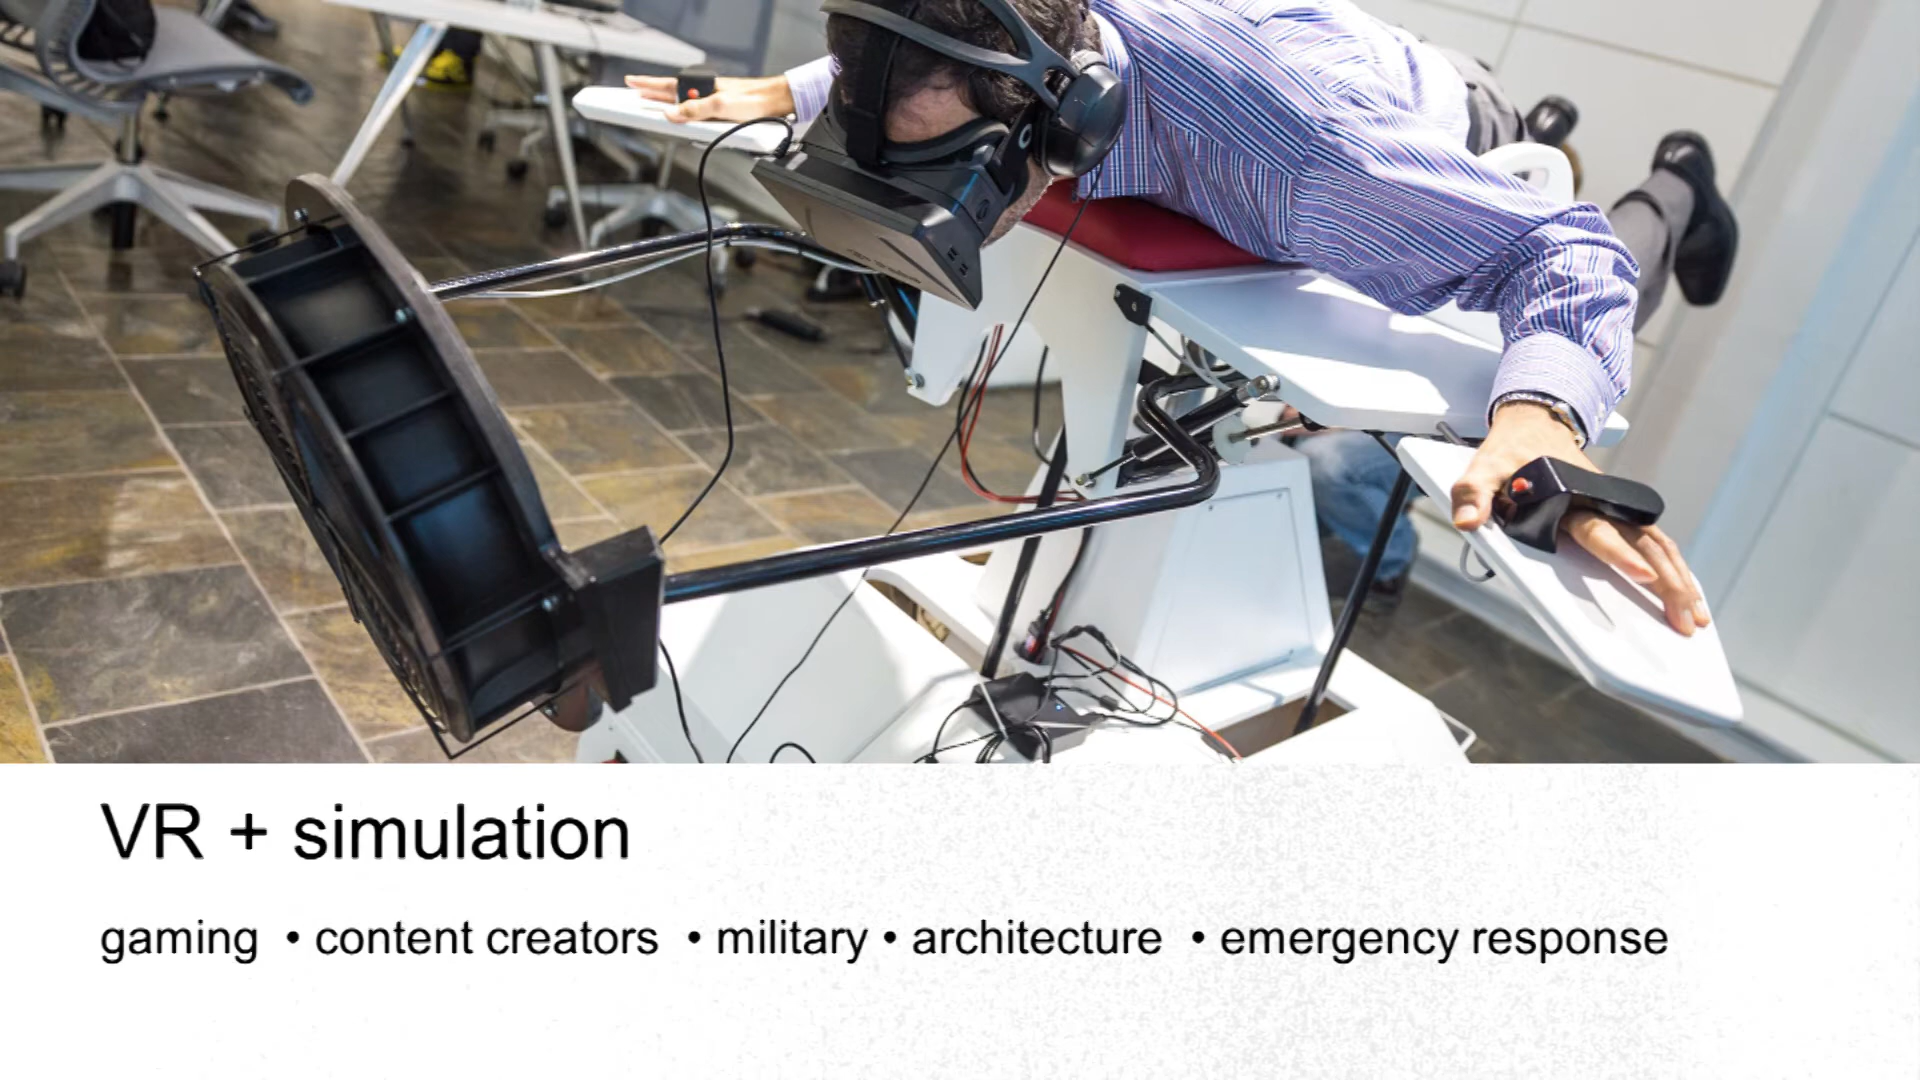 VR + simulation
gaming • content creators • military • architecture • emergency response